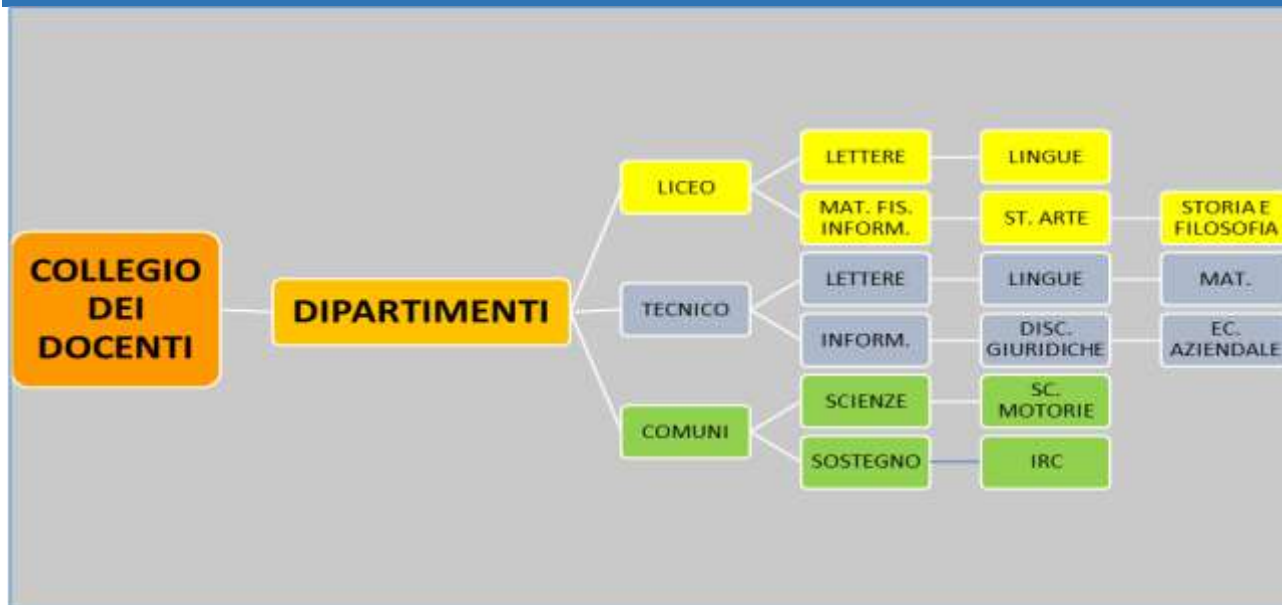 COLLEGIO
DEI
DOCENTI
DIPARTIMENTI
LICEO
LETTERE
LINGUE
MAT. FIS.
INFORM.
ST. ARTE
STORIA E
FILOSOFIA
TECNICO
LETTERE
LINGUE
MAT.
INFORM.
DISC.
GIURIDICHE
EC.
AZIENDALE
COMUNI
SCIENZE
SC.
MOTORIE
SOSTEGNO
IRC